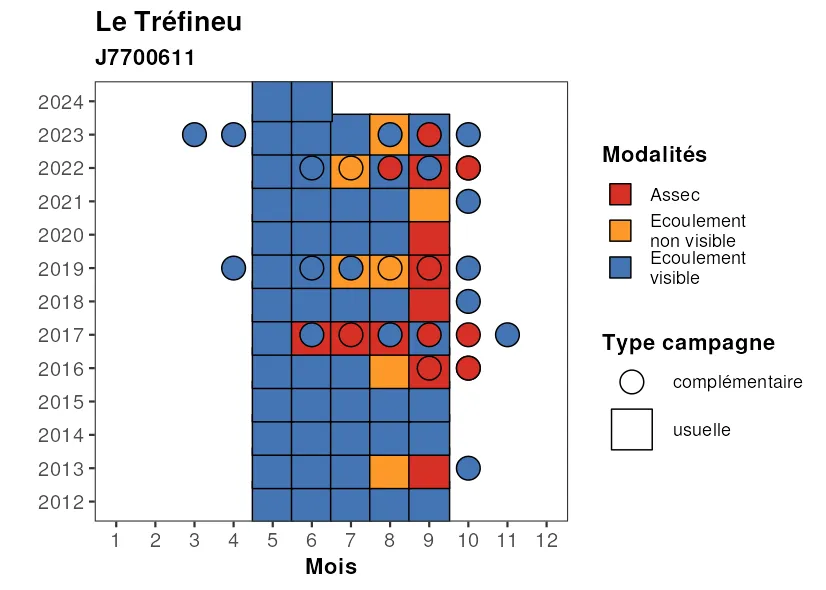 Le Tréfineu
J7700611
2024
2023
2022
2021
2020
2019
2018
2017
2016
2015
2014
2013
2012
1 2 3 4 5 6 7 8 9 10 11 12
Mois
Modalités
Assec
Ecoulement
non visible
Ecoulement
visible
Type campagne
complémentaire
usuelle